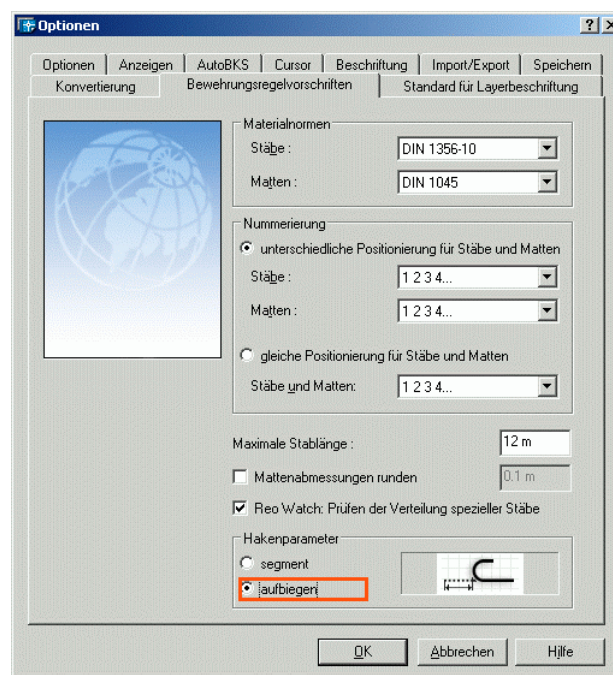 Optionen
Optionen Anzeigen AutoBKS Cursor Beschriftung Import/Export Speichern
Konvertierung Bewehrungsregelvorschriften Standard für Layerbeschriftung
Materialnormen
Stäbe : DIN 1356-10
Matten : DIN 1045
Nummerierung
unterschiedliche Positionierung für Stäbe und Matten
Stäbe : 1 2 3 4...
Matten : 1 2 3 4...
gleiche Positionierung für Stäbe und Matten
Stäbe und Matten: 1 2 3 4...
Maximale Stablänge : 12 m
Mattenabmessungen runden 0.1 m
Reo Watch: Prüfen der Verteilung spezieller Stäbe
Hakenparameter
segment
aufbiegen
OK Abbrechen Hilfe